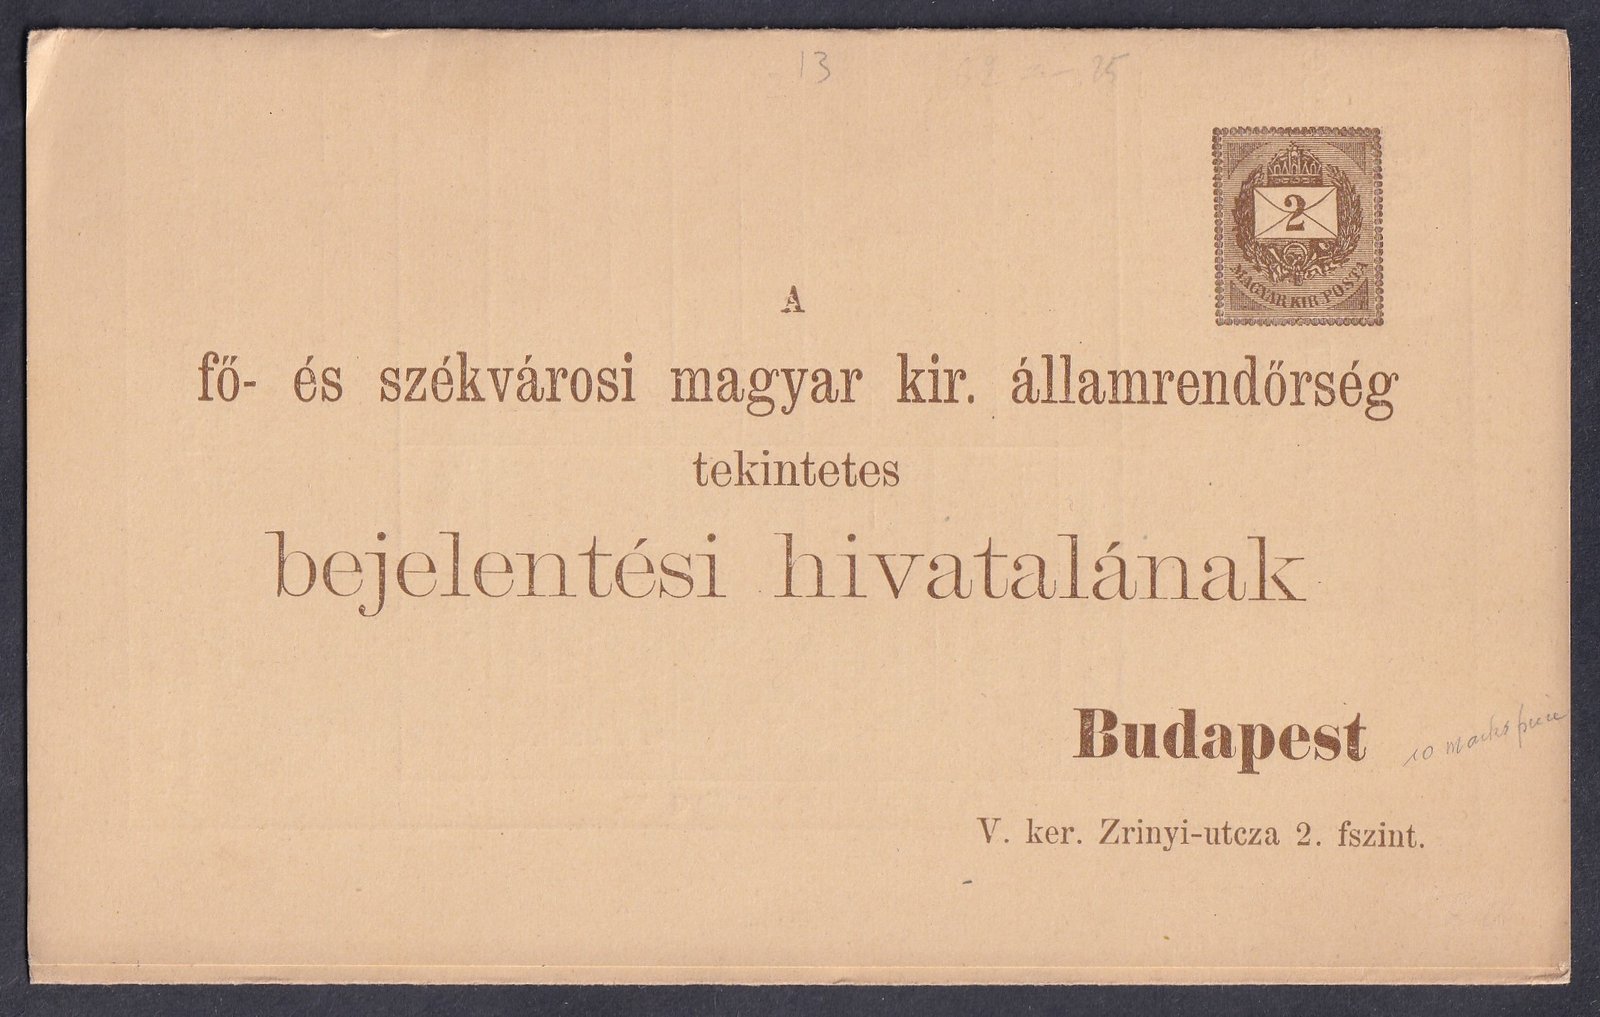 13
2
MAGYAR KIR. POSTA
A
fő- és székvárosi magyar kir. államrendőrség
tekintetes
bejelentési hivatalának
Budapest
10
V. ker. Zrinyi-utcza 2. fszint.